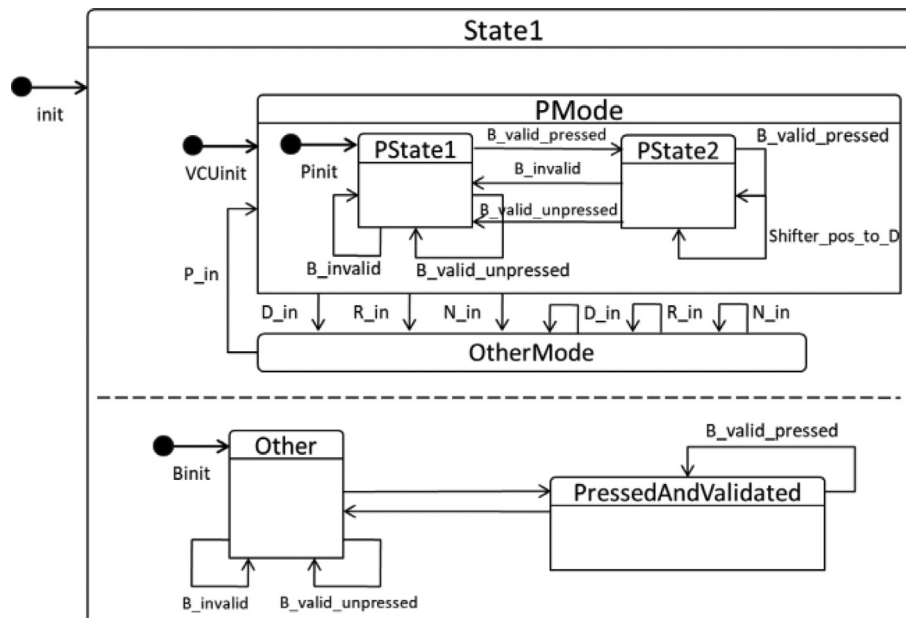 State1
init
PMode
VCUinit
Pinit
PState1
B_valid_pressed
PState2
B_valid_pressed
B_invalid
B_valid_unpressed
Shifter_pos_to_D
B_invalid
B_valid_unpressed
P_in
D_in
R_in
N_in
D_in
R_in
N_in
OtherMode
Binit
Other
B_valid_pressed
PressedAndValidated
B_invalid
B_valid_unpressed